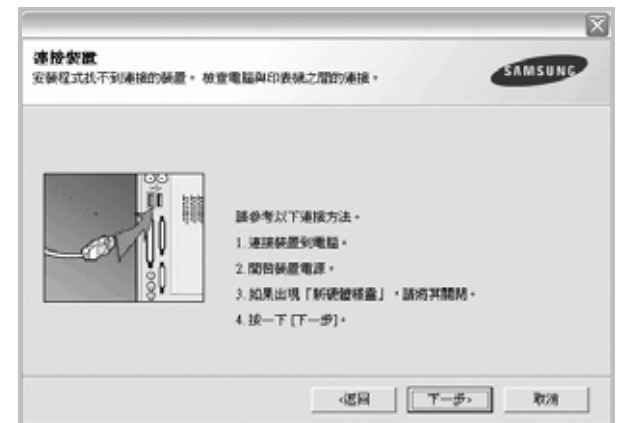 連接裝置
安裝程式找不到連接的裝置。 檢查電腦與印表機之間的連接。
SAMSUNG
請參考以下連接方法。
1. 連接裝置到電腦。
2. 開啟裝置電源。
3. 如果出現「新硬體精靈」，請將其關閉。
4. 按一下 [下一步]。
<返回
下一步>
取消